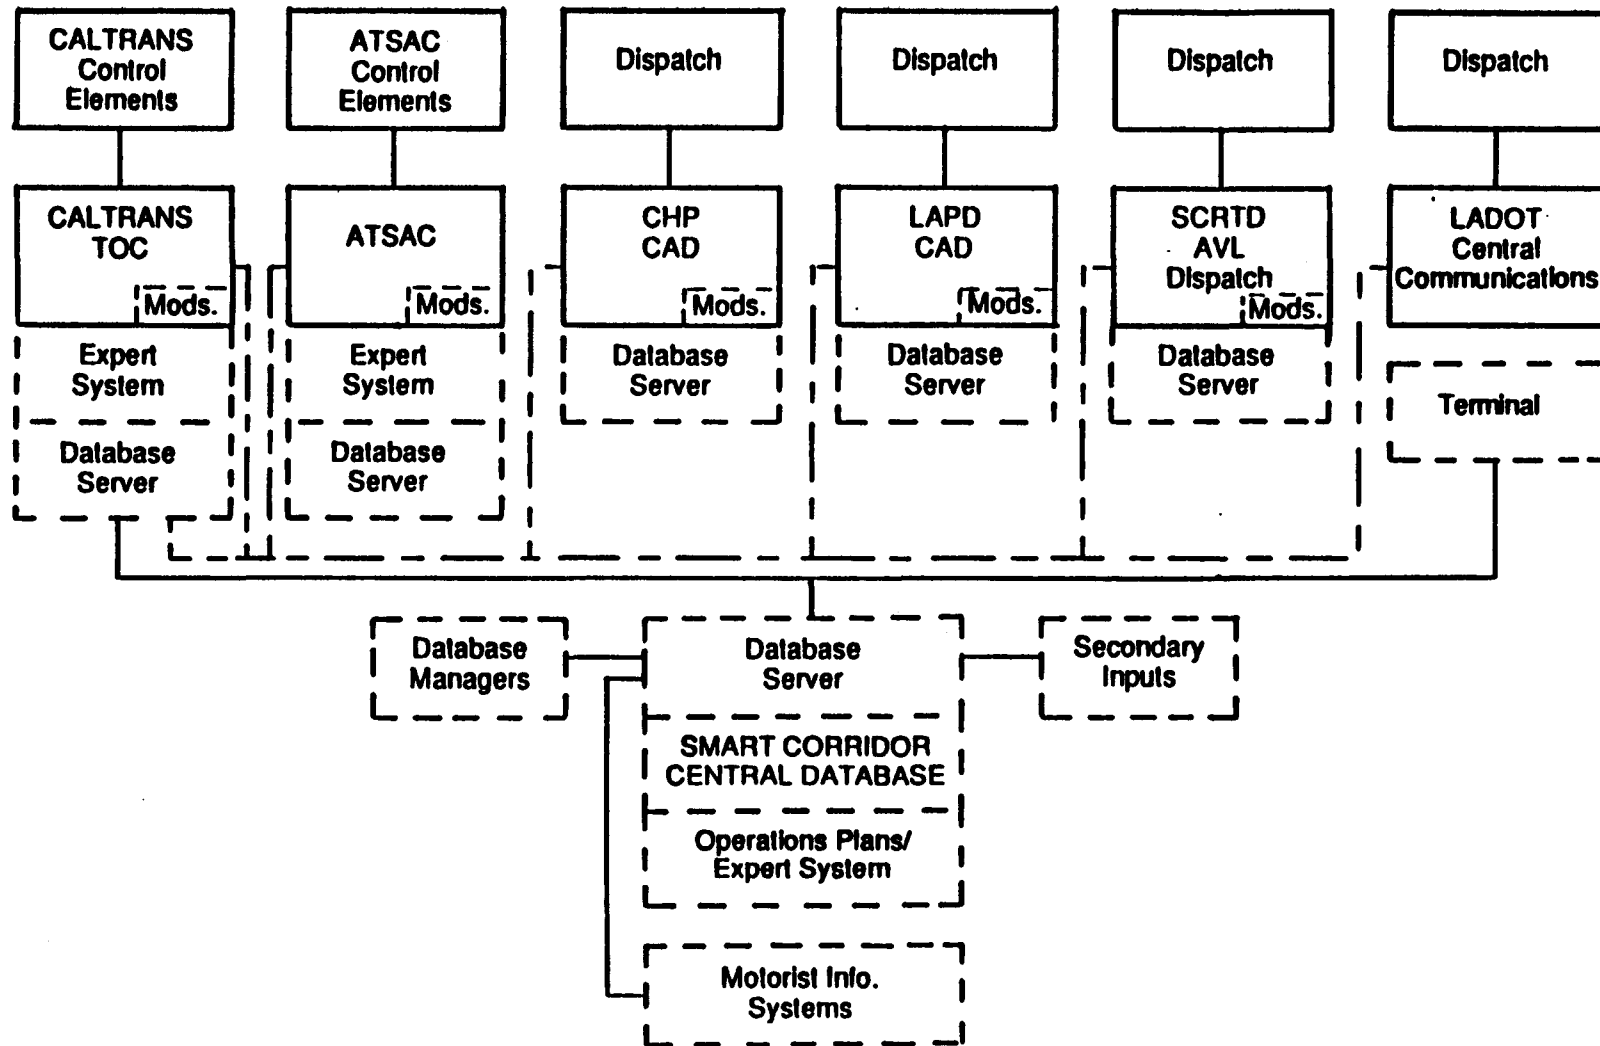 CALTRANS
Control
Elements
ATSAC
Control
Elements
Dispatch
Dispatch
Dispatch
Dispatch
CALTRANS
TOC
Mods.
ATSAC
Mods.
CHP
CAD
Mods.
LAPD
CAD
Mods.
SCRTD
AVL
Dispatch
Mods.
LADOT
Central
Communications
Expert
System
Expert
System
Database
Server
Database
Server
Database
Server
Terminal
Database
Server
Database
Server
Database
Managers
Database
Server
Secondary
Inputs
SMART CORRIDOR
CENTRAL DATABASE
Operations Plans/
Expert System
Motorist Info.
Systems